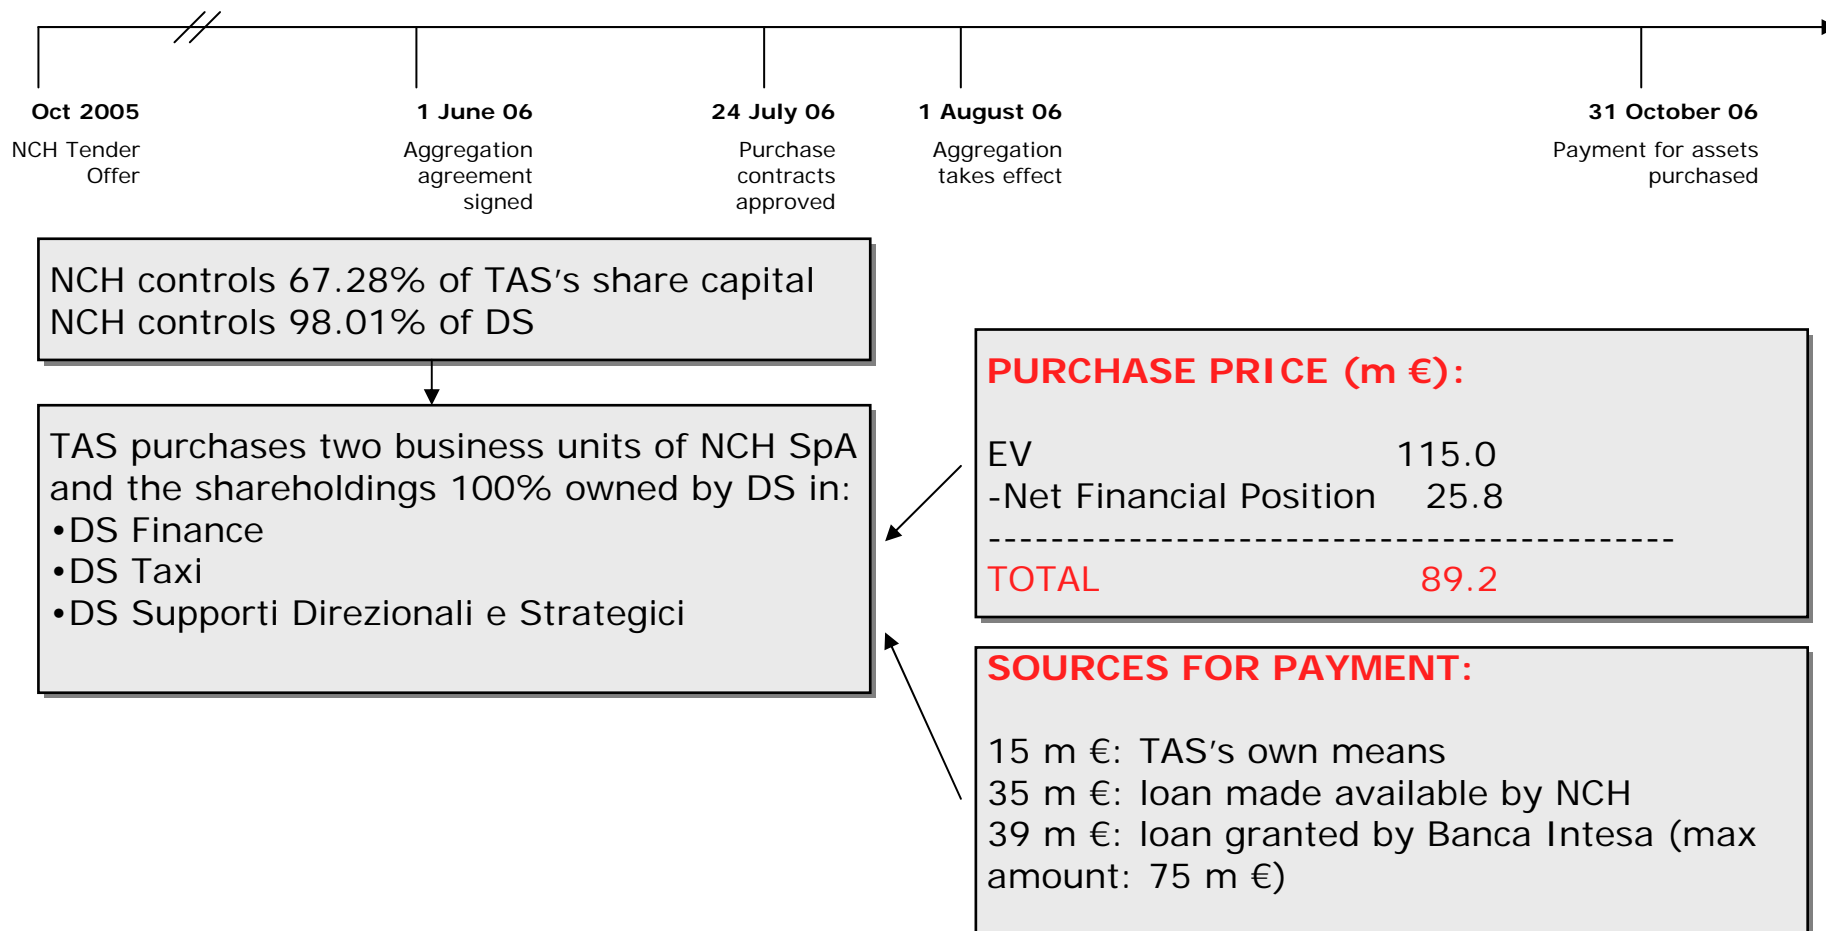 Oct 2005
NCH Tender
Offer
1 June 06
Aggregation
agreement
signed
24 July 06
Purchase
contracts
approved
1 August 06
Aggregation
takes effect
31 October 06
Payment for assets
purchased
NCH controls 67.28% of TAS's share capital
NCH controls 98.01% of DS
TAS purchases two business units of NCH SpA
and the shareholdings 100% owned by DS in:
•DS Finance
•DS Taxi
•DS Supporti Direzionali e Strategici
PURCHASE PRICE (m €):
EV 115.0
-Net Financial Position 25.8
--------------------------------------------
TOTAL 89.2
SOURCES FOR PAYMENT:
15 m €: TAS's own means
35 m €: loan made available by NCH
39 m €: loan granted by Banca Intesa (max
amount: 75 m €)